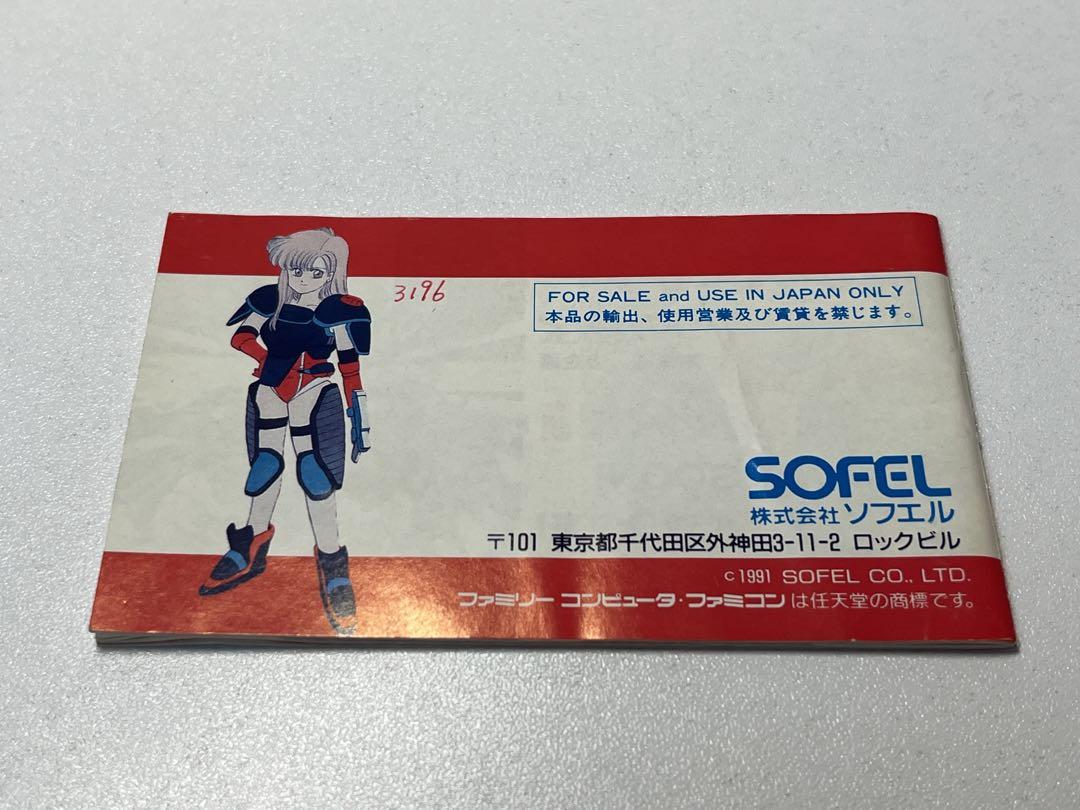 3196
FOR SALE and USE IN JAPAN ONLY
本品の輸出、使用営業及び賃貸を禁じます。
SOFEL
株式会社 ソフエル
〒101 東京都千代田区外神田3-11-2 ロックビル
©1991 SOFEL CO., LTD.
ファミリー コンピュータ・ファミコン は任天堂の商標です。